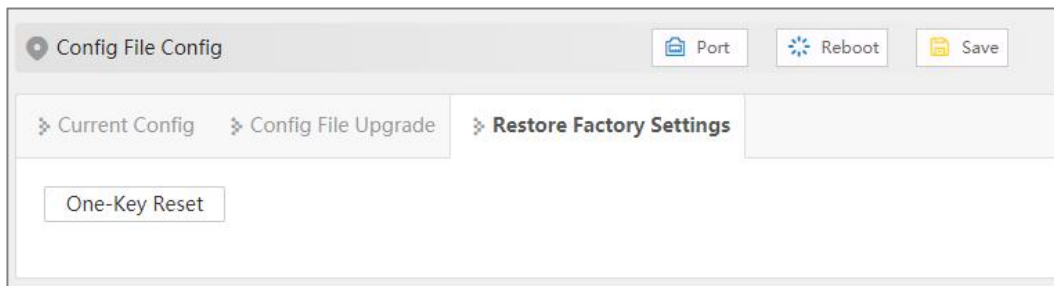 Config File Config Port Reboot Save
Current Config Config File Upgrade Restore Factory Settings
One-Key Reset